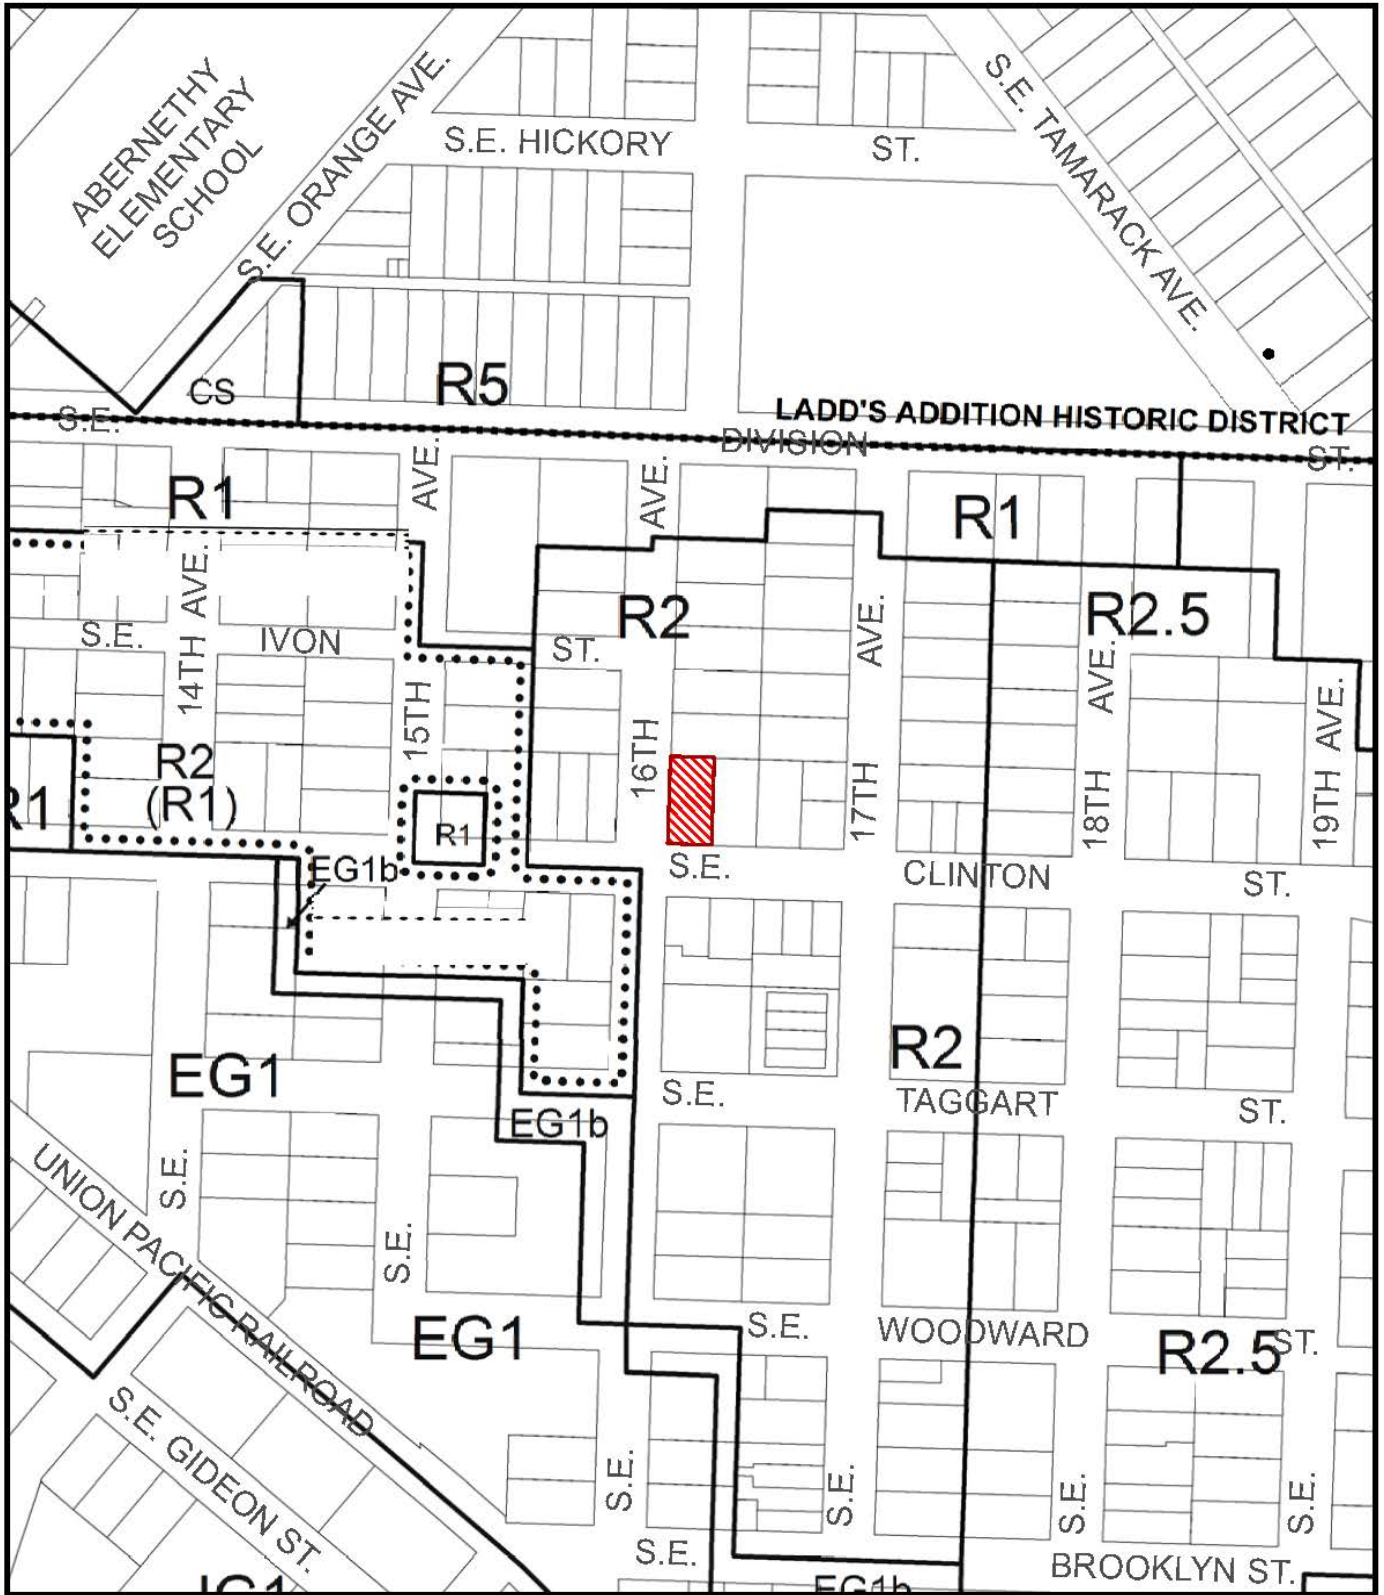 ABERNETHY
ELEMENTARY
SCHOOL
S.E. ORANGE AVE.
S.E. TAMARACK AVE.
S.E. HICKORY
ST.
CS
R5
LADD'S ADDITION HISTORIC DISTRICT
S.E.
DIVISION
ST.
R1
AVE.
AVE.
R1
14TH AVE.
R2
AVE.
R2.5
S.E.
IVON
ST.
AVE.
15TH
16TH
17TH
18TH
19TH AVE.
R2
(R1)
R1
R1
EG1b
S.E.
CLINTON
ST.
R2
EG1
S.E.
TAGGART
ST.
EG1b
UNION PACIFIC RAILROAD
S.E.
S.E.
EG1
S.E.
WOODWARD
ST.
R2.5
S.E. GIDEON ST.
S.E.
S.E.
S.E.
S.E.
S.E.
BROOKLYN ST.
IG1
EG1b